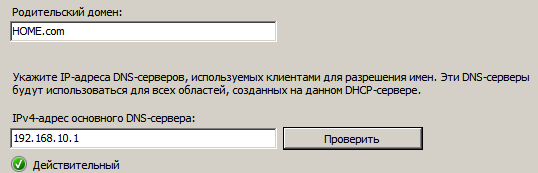 Родительский домен:
HOME.com
Укажите IP-адреса DNS-серверов, используемых клиентами для разрешения имен. Эти DNS-серверы
будут использоваться для всех областей, созданных на данном DHCP-сервере.
IPv4-адрес основного DNS-сервера:
192.168.10.1 Проверить
Действительный